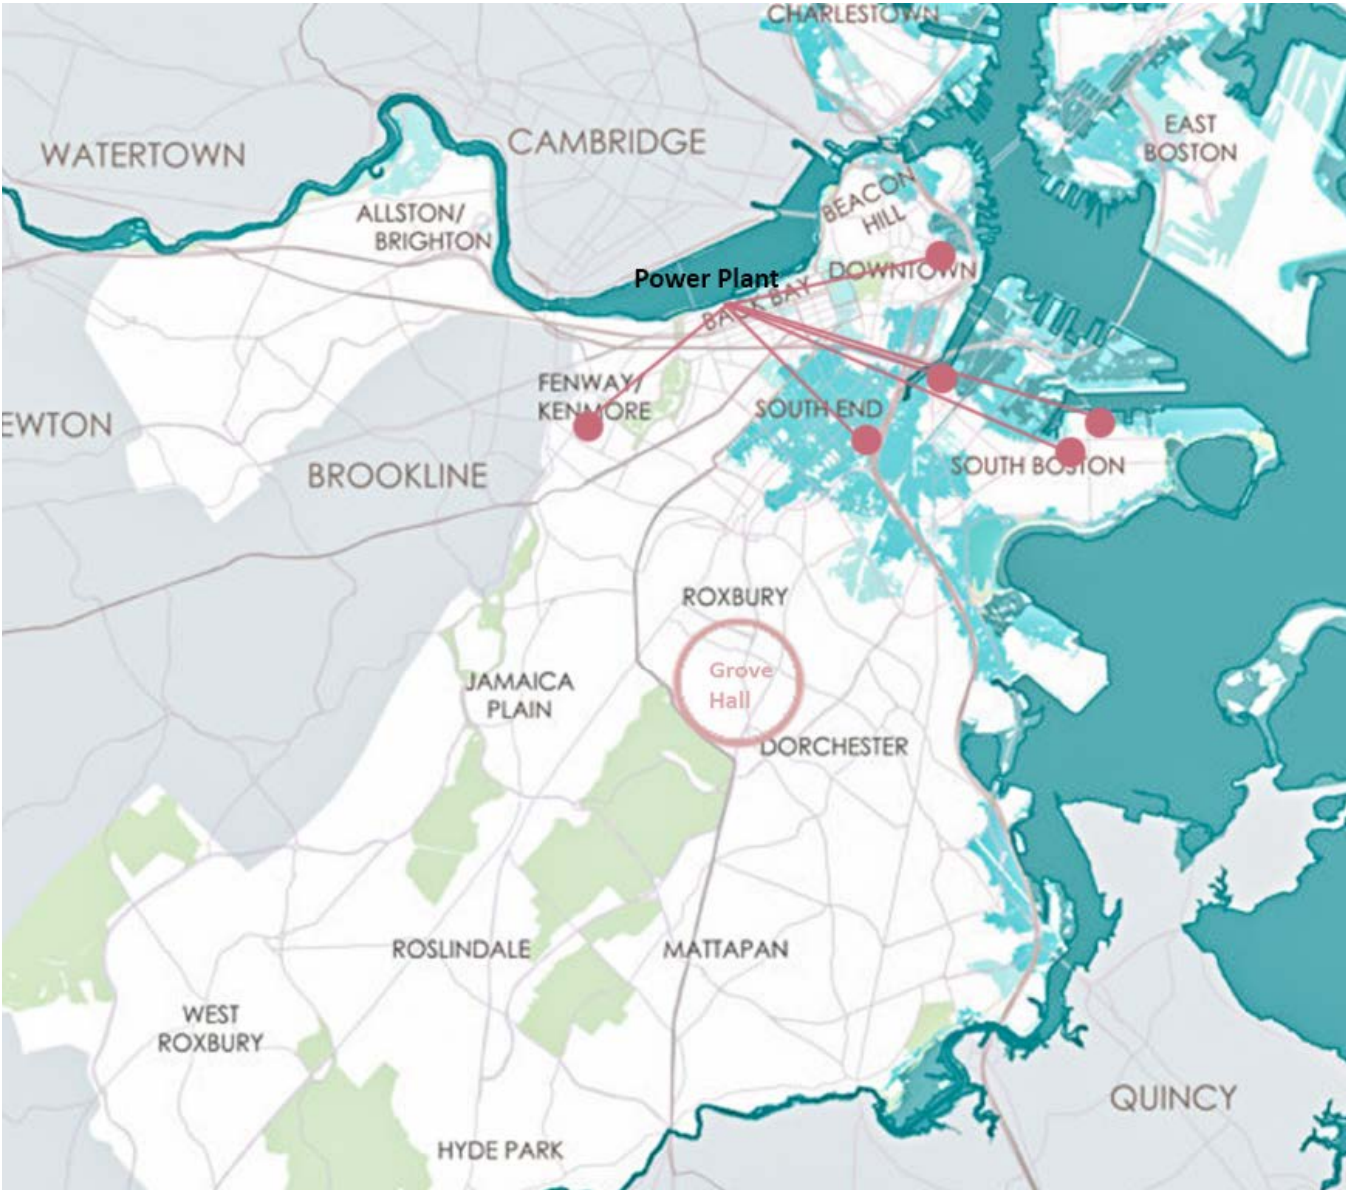 CHARLESTOWN
WATERTOWN
CAMBRIDGE
EAST
BOSTON
BEACON
HILL
ALLSTON/
BRIGHTON
Power Plant
DOWNTOWN
BACK BAY
FENWAY/
KENMORE
SOUTH END
EWTON
BROOKLINE
SOUTH BOSTON
ROXBURY
Grove
Hall
JAMAICA
PLAIN
DORCHESTER
ROSLINDALE
MATTAPAN
WEST
ROXBURY
QUINCY
HYDE PARK